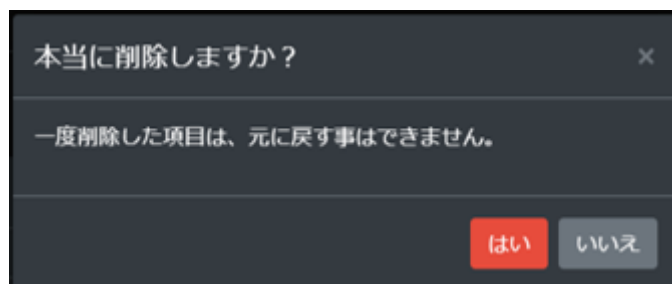 本当に削除しますか？
×
一度削除した項目は、元に戻す事はできません。
はい
いいえ